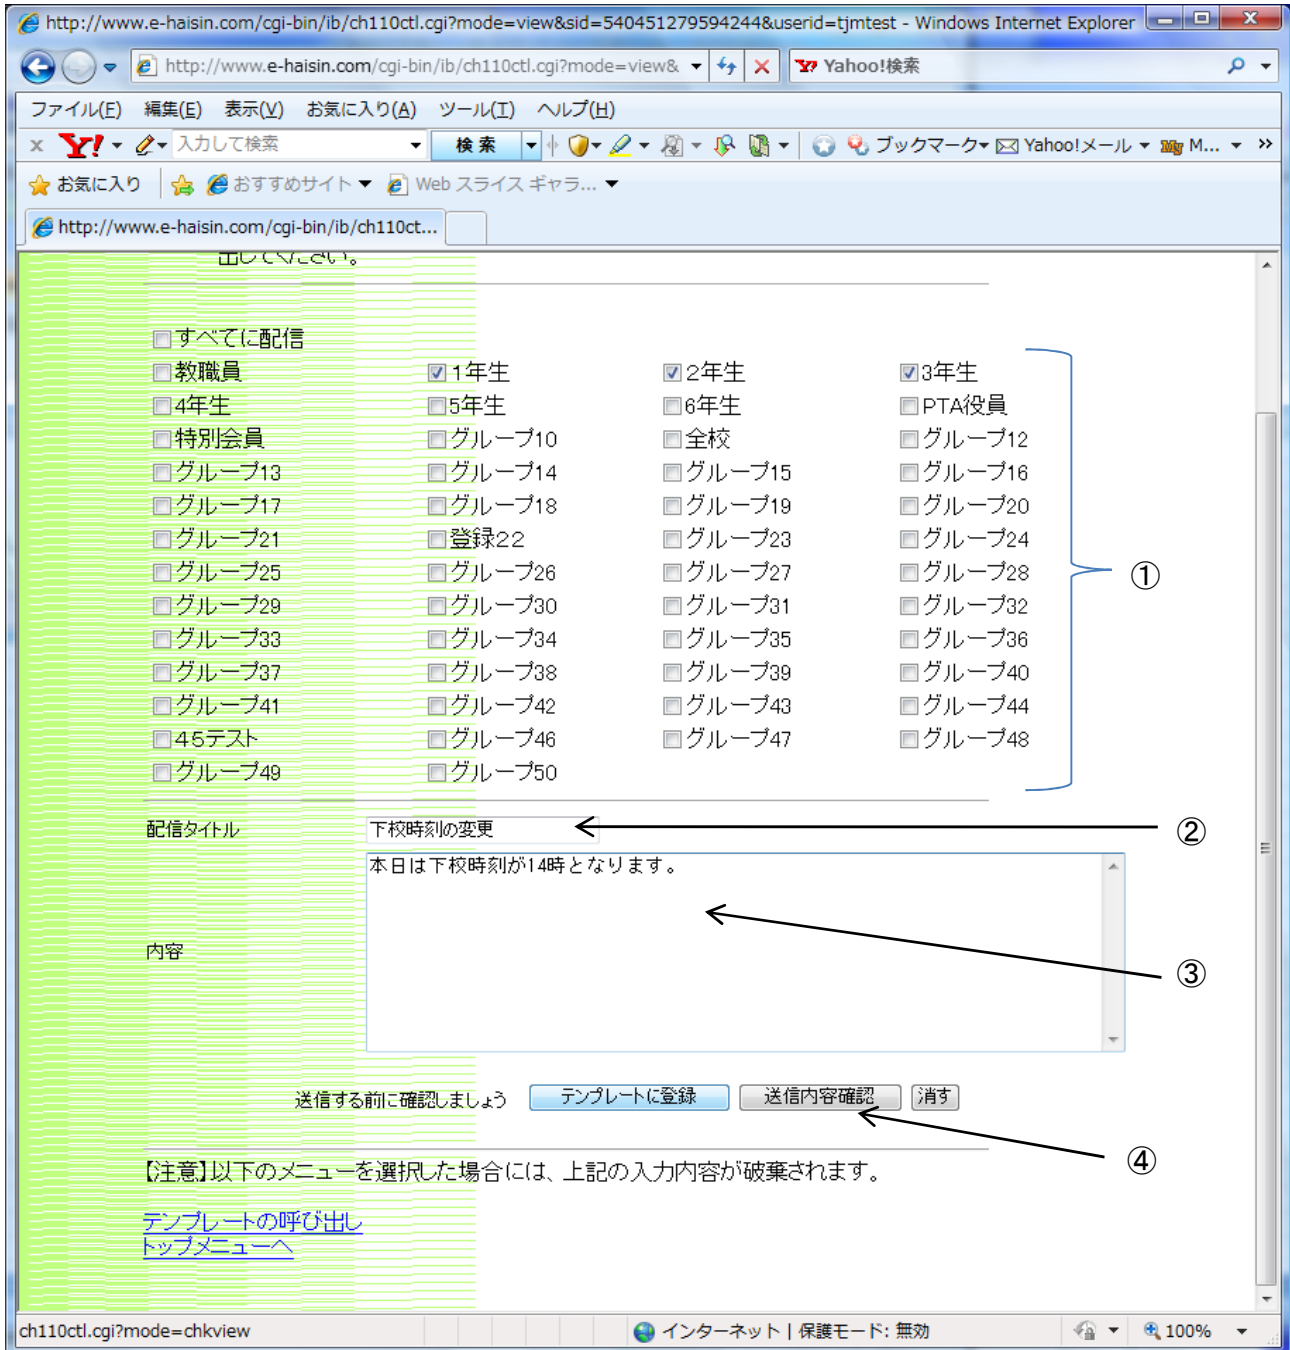 http://www.e-haisin.com/cgi-bin/ib/ch110ctl.cgi?mode=view&sid=540451279594244&userid=tjmtest - Windows Internet Explorer
http://www.e-haisin.com/cgi-bin/ib/ch110ctl.cgi?mode=view& Yahoo!検索
ファイル(F) 編集(E) 表示(V) お気に入り(A) ツール(T) ヘルプ(H)
x Y! 入力して検索 検索 ブックマーク Yahoo!メール My M... >>
お気に入り おすすめサイト Web スライス ギャラ...
http://www.e-haisin.com/cgi-bin/ib/ch110ct...
出してください。
すべてに配信
教職員 1年生 2年生 3年生
4年生 5年生 6年生 PTA役員
特別会員 グループ10 全校 グループ12
グループ13 グループ14 グループ15 グループ16
グループ17 グループ18 グループ19 グループ20
グループ21 登録22 グループ23 グループ24
グループ25 グループ26 グループ27 グループ28
①
グループ29 グループ30 グループ31 グループ32
グループ33 グループ34 グループ35 グループ36
グループ37 グループ38 グループ39 グループ40
グループ41 グループ42 グループ43 グループ44
45テスト グループ46 グループ47 グループ48
グループ49 グループ50
配信タイトル 下校時刻の変更 ②
本日は下校時刻が14時となります。
内容
③
送信する前に確認しましょう テンプレートに登録 送信内容確認 消す
④
【注意】以下のメニューを選択した場合には、上記の入力内容が破棄されます。
テンプレートの呼び出し
トップメニューへ
ch110ctl.cgi?mode=chkview インターネット | 保護モード: 無効 100%